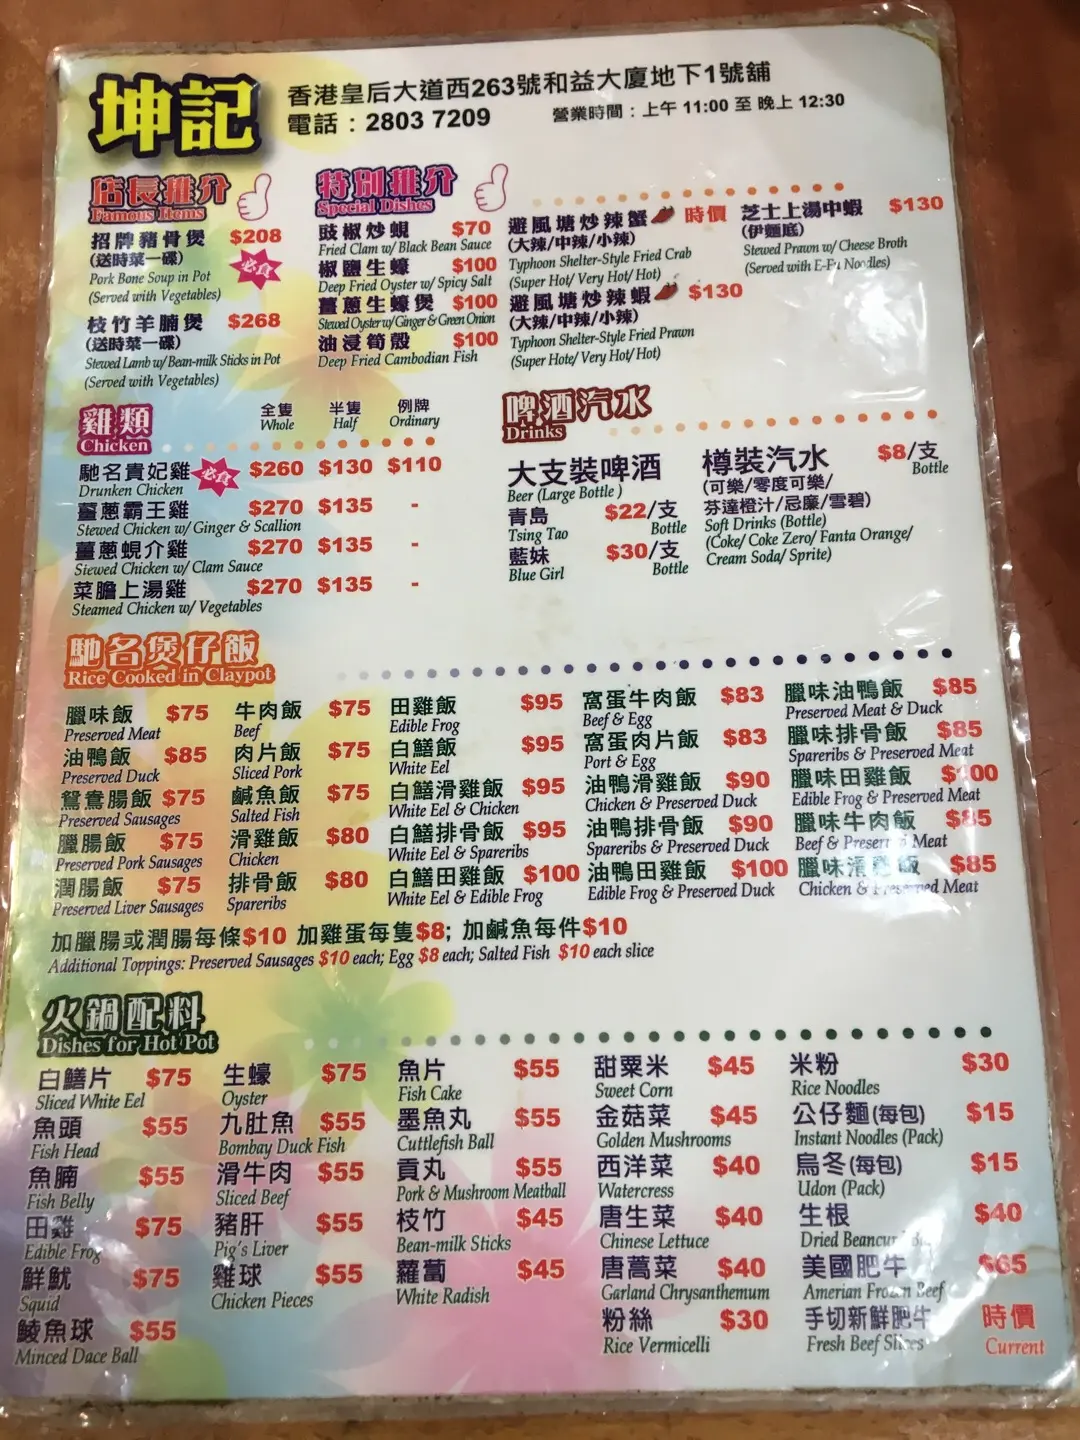 坤記
香港皇后大道西263號和益大廈地下1號舖
電話：2803 7209
營業時間：上午 11:00 至 晚上 12:30
店長推介
Famous Items
招牌豬骨煲 $208
(送時菜一碟)
必食
Pork Bone Soup in Pot
(Served with Vegetables)
枝竹羊腩煲 $268
(送時菜一碟)
Stewed Lamb w/ Bean-milk Sticks in Pot
(Served with Vegetables)
特別推介
Special Dishes
豉椒炒蜆 $70
Fried Clam w/ Black Bean Sauce
椒鹽生蠔 $100
Deep Fried Oyster w/ Spicy Salt
薑蔥生蠔煲 $100
Stewed Oyster w/ Ginger & Green Onion
油浸筍殼 $100
Deep Fried Cambodian Fish
避風塘炒辣蟹 時價
(大辣/中辣/小辣)
Typhoon Shelter-Style Fried Crab
(Super Hot/ Very Hot/ Hot)
避風塘炒辣蝦 $130
(大辣/中辣/小辣)
Typhoon Shelter-Style Fried Prawn
(Super Hote/ Very Hot/ Hot)
芝士上湯中蝦 $130
(伊麵底)
Stewed Prawn w/ Cheese Broth
(Served with E-Fu Noodles)
雞類
Chicken
全隻 半隻 例牌
Whole Half Ordinary
馳名貴妃雞 必食 $260 $130 $110
Drunken Chicken
薑蔥霸王雞 $270 $135 -
Stewed Chicken w/ Ginger & Scallion
薑蔥蜆介雞 $270 $135 -
Siewed Chicken w/ Clam Sauce
菜膽上湯雞 $270 $135 -
Steamed Chicken w/ Vegetables
啤酒汽水
Drinks
大支裝啤酒
Beer (Large Bottle )
青島 $22/支
Tsing Tao Bottle
藍妹 $30/支
Blue Girl Bottle
樽裝汽水 $8/支
Bottle
(可樂/零度可樂/
芬達橙汁/忌廉/雪碧)
Soft Drinks (Bottle)
(Coke/ Coke Zero/ Fanta Orange/
Cream Soda/ Sprite)
馳名煲仔飯
Rice Cooked in Claypot
臘味飯 $75
Preserved Meat
油鴨飯 $85
Preserved Duck
鴛鴦腸飯 $75
Preserved Sausages
臘腸飯 $75
Preserved Pork Sausages
潤腸飯 $75
Preserved Liver Sausages
牛肉飯 $75
Beef
肉片飯 $75
Sliced Pork
鹹魚飯 $75
Salted Fish
滑雞飯 $80
Chicken
排骨飯 $80
Spareribs
田雞飯 $95
Edible Frog
白鱔飯 $95
White Eel
白鱔滑雞飯 $95
White Eel & Chicken
白鱔排骨飯 $95
White Eel & Spareribs
白鱔田雞飯 $100
White Eel & Edible Frog
窩蛋牛肉飯 $83
Beef & Egg
窩蛋肉片飯 $83
Port & Egg
油鴨滑雞飯 $90
Chicken & Preserved Duck
油鴨排骨飯 $90
Spareribs & Preserved Duck
油鴨田雞飯 $100
Edible Frog & Preserved Duck
臘味油鴨飯 $85
Preserved Meat & Duck
臘味排骨飯 $85
Spareribs & Preserved Meat
臘味田雞飯 $100
Edible Frog & Preserved Meat
臘味牛肉飯 $85
Beef & Preserved Meat
臘味滑雞飯 $85
Chicken & Preserved Meat
加臘腸或潤腸每條$10 加雞蛋每隻$8; 加鹹魚每件$10
Additional Toppings: Preserved Sausages $10 each; Egg $8 each; Salted Fish $10 each slice
火鍋配料
Dishes for Hot Pot
白鱔片 $75
Sliced White Eel
魚頭 $55
Fish Head
魚腩 $55
Fish Belly
田雞 $75
Edible Frog
鮮魷 $75
Squid
鯪魚球 $55
Minced Dace Ball
生蠔 $75
Oyster
九肚魚 $55
Bombay Duck Fish
滑牛肉 $55
Sliced Beef
豬肝 $55
Pig's Liver
雞球 $55
Chicken Pieces
魚片 $55
Fish Cake
墨魚丸 $55
Cuttlefish Ball
貢丸 $55
Pork & Mushroom Meatball
枝竹 $45
Bean-milk Sticks
蘿蔔 $45
White Radish
甜粟米 $45
Sweet Corn
金菇菜 $45
Golden Mushrooms
西洋菜 $40
Watercress
唐生菜 $40
Chinese Lettuce
唐蒿菜 $40
Garland Chrysanthemum
粉絲 $30
Rice Vermicelli
米粉 $30
Rice Noodles
公仔麵(每包) $15
Instant Noodles (Pack)
烏冬(每包) $15
Udon (Pack)
生根 $40
Dried Beancurd
美國肥牛 $65
Amerian Frozen Beef
手切新鮮肥牛 時價
Fresh Beef Slices Current